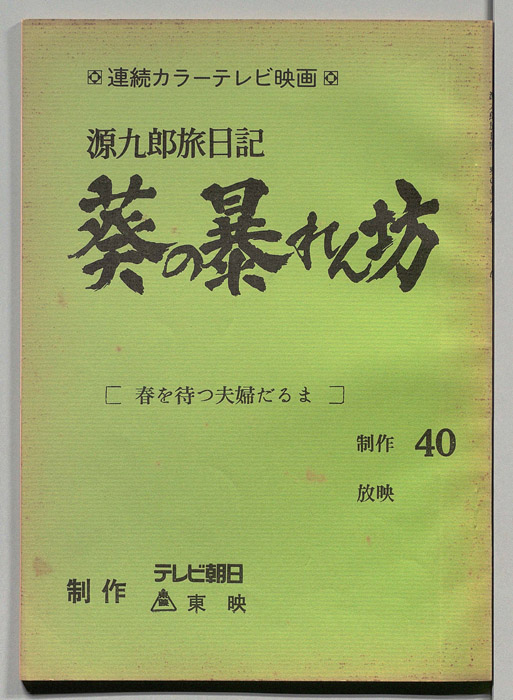 連続カラーテレビ映画
源九郎旅日記
葵の暴れん坊
[ 春を待つ夫婦だるま ]
制作 40
放映
制作 テレビ朝日
東映